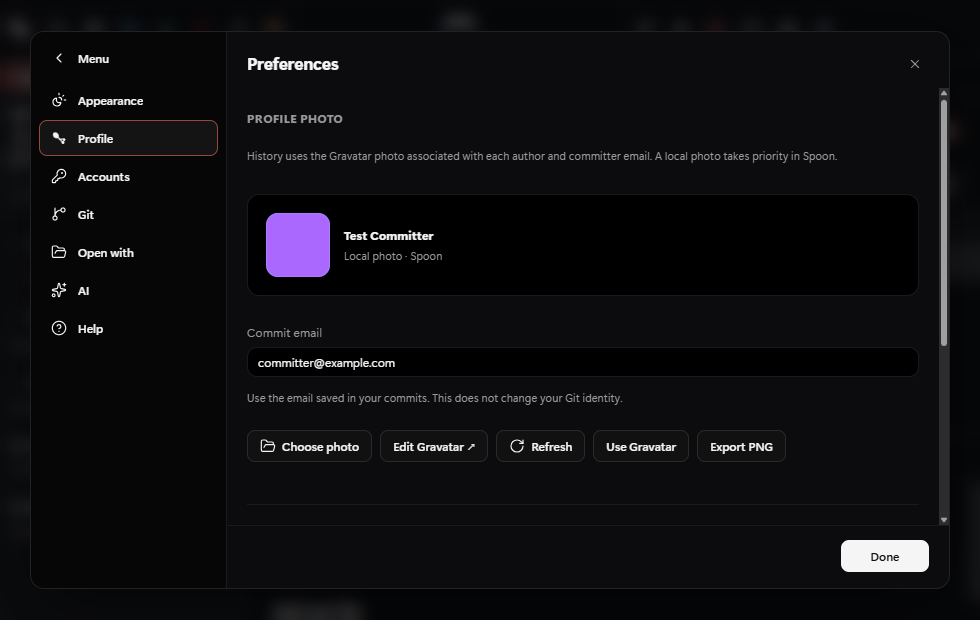 Menu
Appearance
Profile
Accounts
Git
Open with
AI
Help
Preferences
PROFILE PHOTO
History uses the Gravatar photo associated with each author and committer email. A local photo takes priority in Spoon.
Test Committer
Local photo · Spoon
Commit email
committer@example.com
Use the email saved in your commits. This does not change your Git identity.
Choose photo
Edit Gravatar ↗
Refresh
Use Gravatar
Export PNG
Done